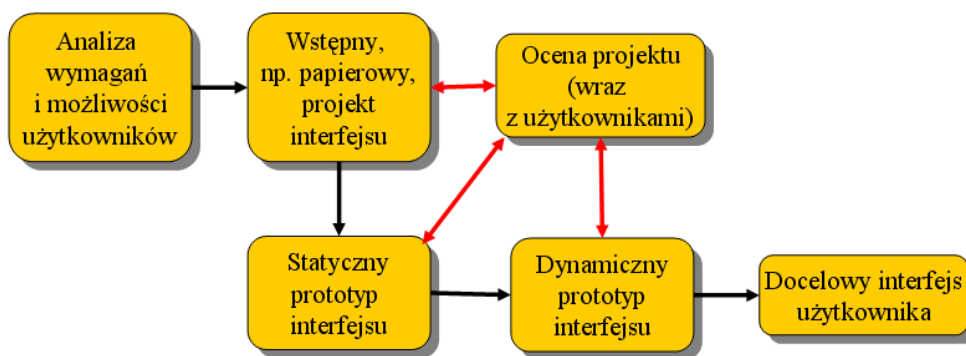 Analiza
wymagań
i możliwości
użytkowników
Wstępny,
np. papierowy,
projekt
interfejsu
Ocena projektu
(wraz
z użytkownikami)
Statyczny
prototyp
interfejsu
Dynamiczny
prototyp
interfejsu
Docelowy interfejs
użytkownika